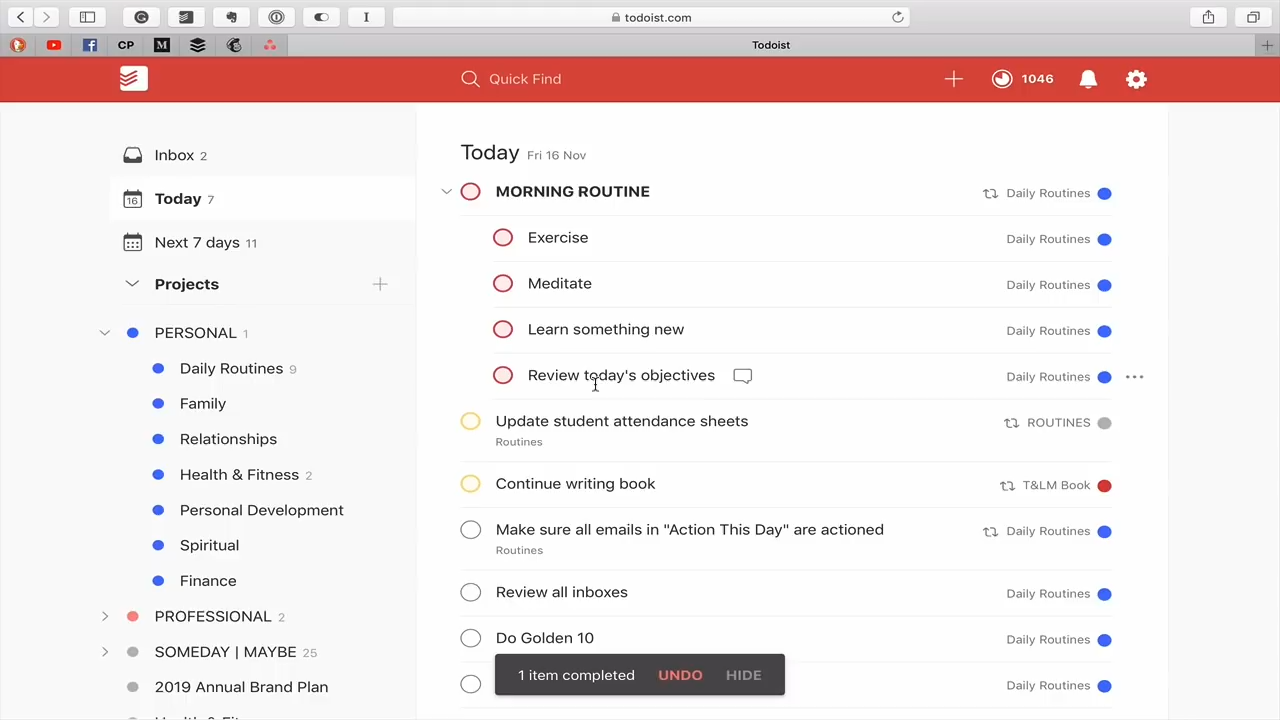 todoist.com
CP
M
I
Todoist
Quick Find
1046
Inbox 2
16
Today 7
Next 7 days 11
Projects
PERSONAL 1
Daily Routines 9
Family
Relationships
Health & Fitness 2
Personal Development
Spiritual
Finance
PROFESSIONAL 2
SOMEDAY | MAYBE 25
2019 Annual Brand Plan
Today Fri 16 Nov
MORNING ROUTINE Daily Routines
Exercise Daily Routines
Meditate Daily Routines
Learn something new Daily Routines
Review today's objectives Daily Routines
Update student attendance sheets ROUTINES
Routines
Continue writing book T&LM Book
Make sure all emails in "Action This Day" are actioned Daily Routines
Routines
Review all inboxes Daily Routines
Do Golden 10 Daily Routines
1 item completed UNDO HIDE
Daily Routines